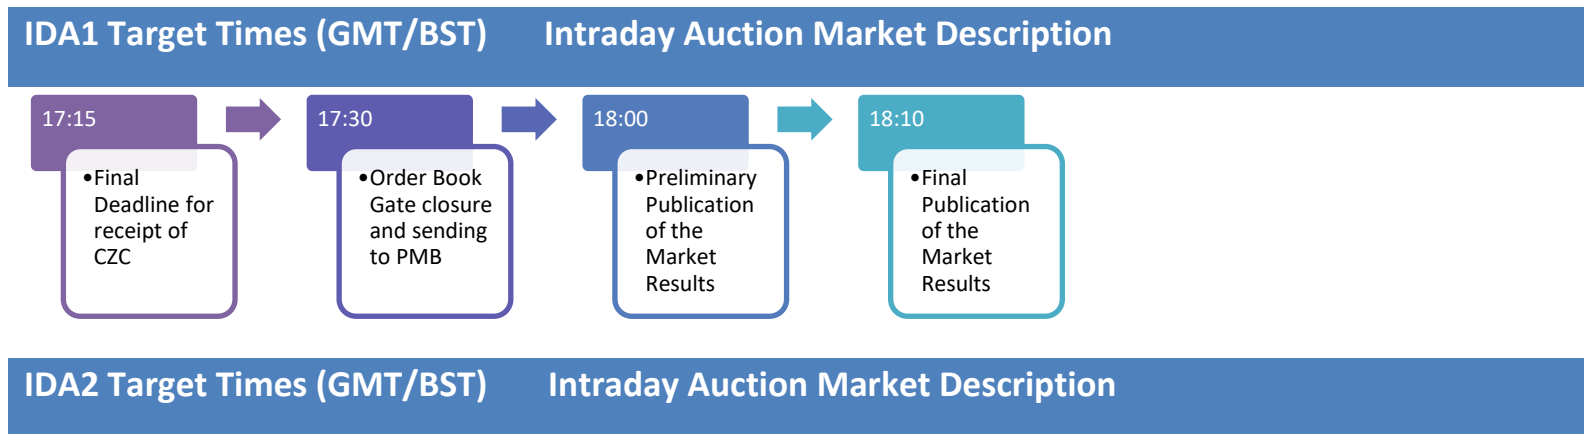 IDA1 Target Times (GMT/BST) Intraday Auction Market Description
17:15
•Final
Deadline for
receipt of
CZC
17:30
•Order Book
Gate closure
and sending
to PMB
18:00
•Preliminary
Publication
of the
Market
Results
18:10
•Final
Publication
of the
Market
Results
IDA2 Target Times (GMT/BST) Intraday Auction Market Description